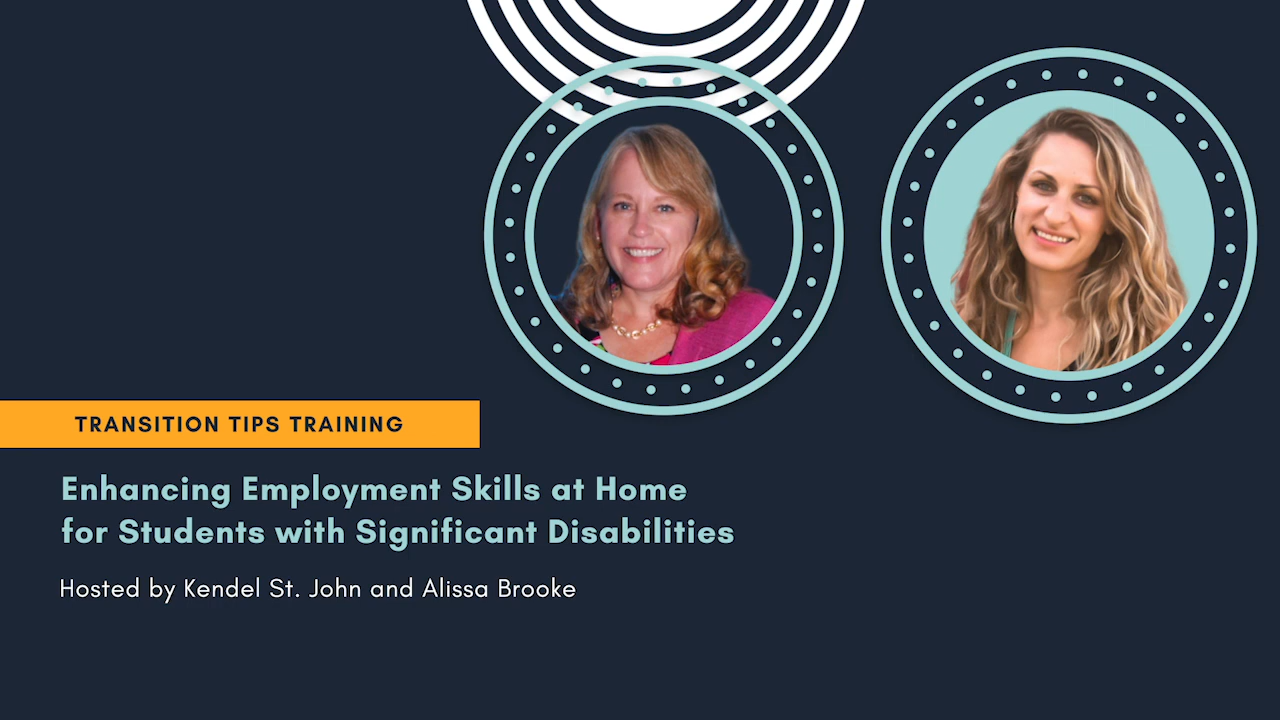 TRANSITION TIPS TRAINING
Enhancing Employment Skills at Home
for Students with Significant Disabilities
Hosted by Kendel St. John and Alissa Brooke